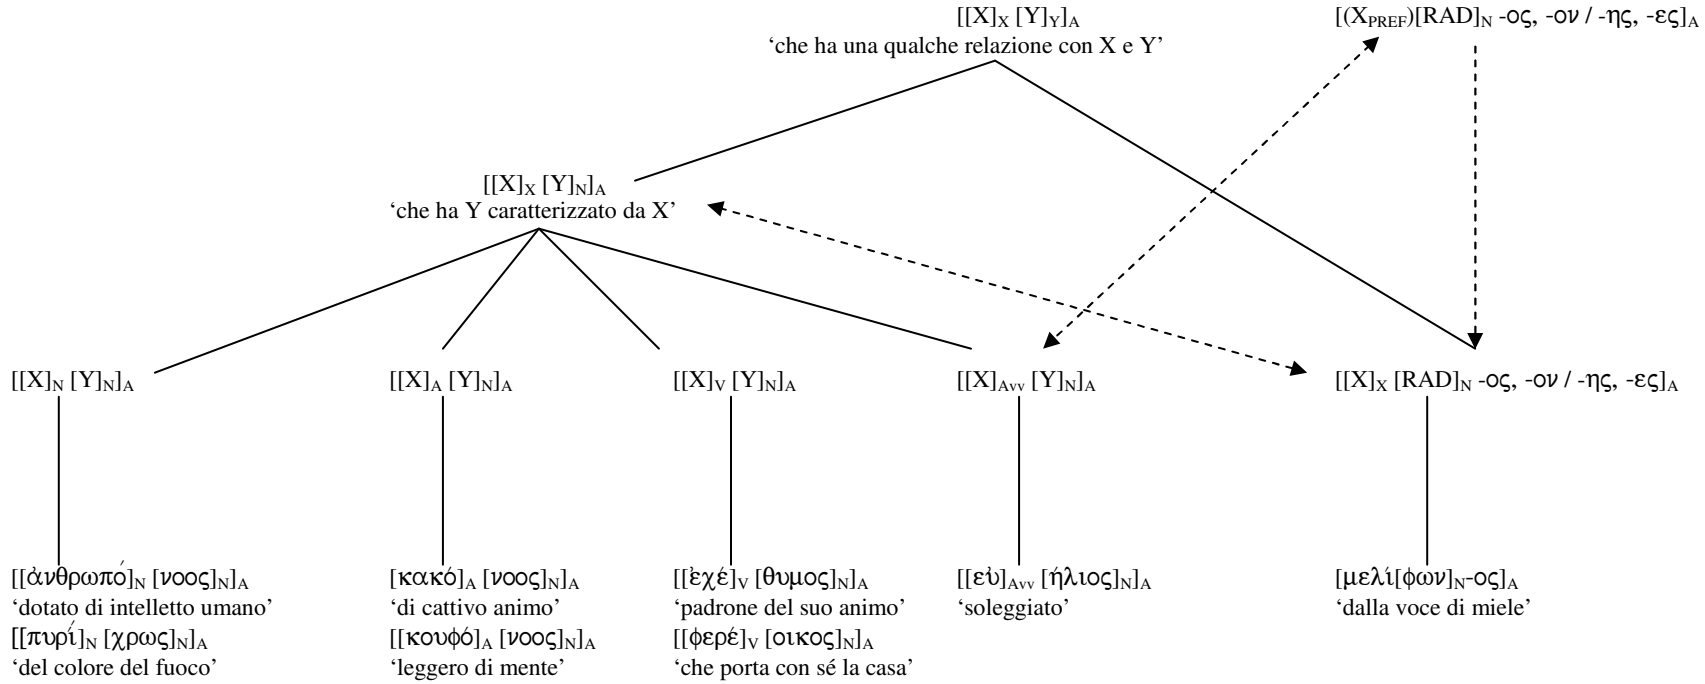 [[X]X [Y]Y]A
‘che ha una qualche relazione con X e Y’
[(XPREF)[RAD]N -ος, -ον / -ης, -ες]A
[[X]X [Y]N]A
‘che ha Y caratterizzato da X’
[[X]N [Y]N]A
[[X]A [Y]N]A
[[X]V [Y]N]A
[[X]Avv [Y]N]A
[[X]X [RAD]N -ος, -ον / -ης, -ες]A
[[ἀνθρωπό]N [νοος]N]A
‘dotato di intelletto umano’
[[πυρί]N [χρως]N]A
‘del colore del fuoco’
[κακό]A [νοος]N]A
‘di cattivo animo’
[[κουφό]A [νοος]N]A
‘leggero di mente’
[[ἐχέ]V [θυμος]N]A
‘padrone del suo animo’
[[φερέ]V [οικος]N]A
‘che porta con sé la casa’
[[εὐ]Avv [ήλιος]N]A
‘soleggiato’
[μελί[φων]N-ος]A
‘dalla voce di miele’